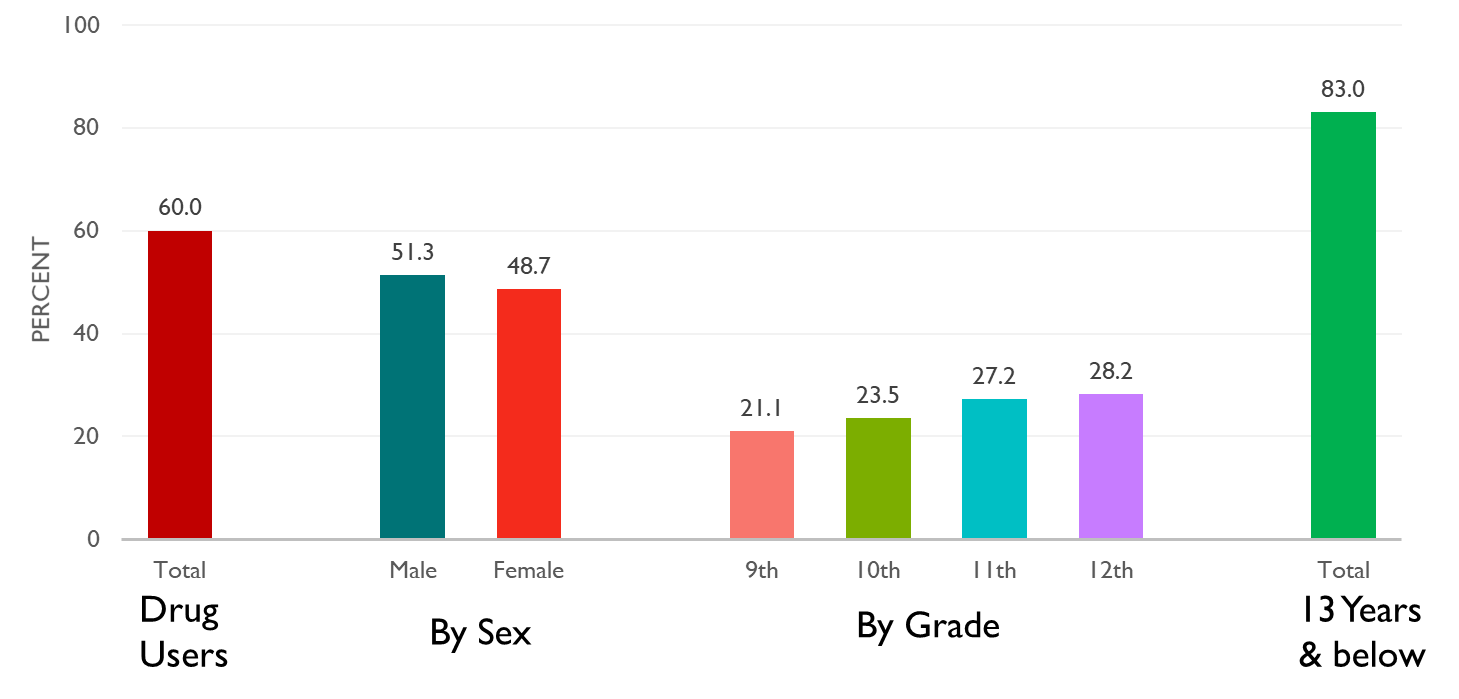 100
80
60
40
20
0
PERCENT
60.0
51.3
48.7
21.1
23.5
27.2
28.2
83.0
Total
Male
Female
9th
10th
11th
12th
Total
Drug
Users
By Sex
By Grade
13 Years
& below